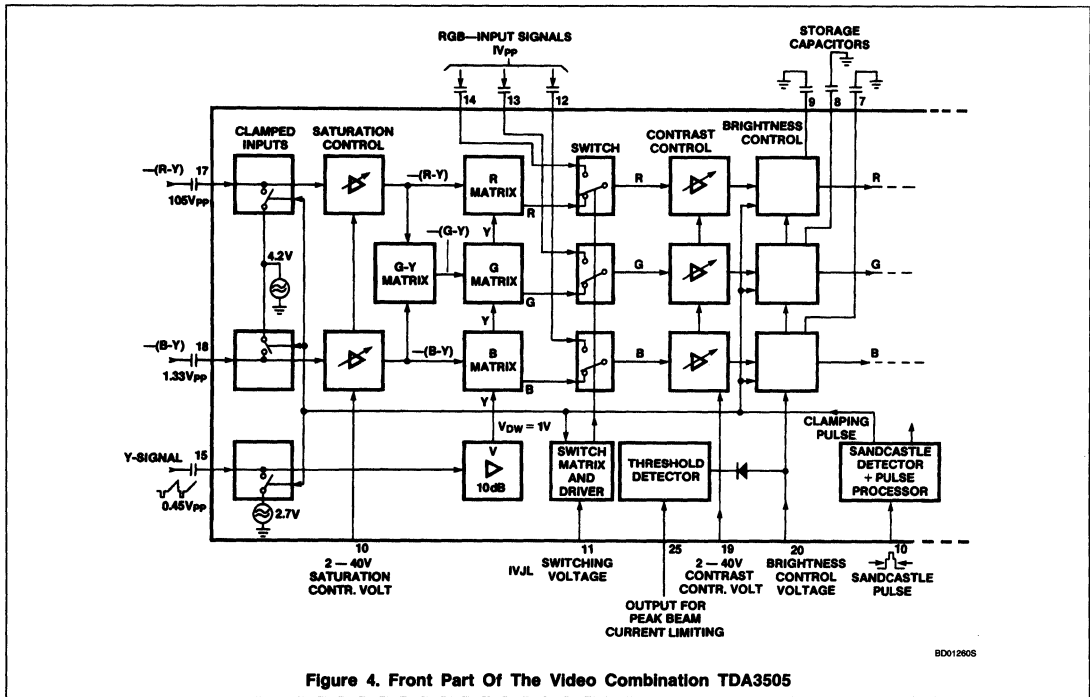 RGB—INPUT SIGNALS
IVPP
STORAGE
CAPACITORS
14
13
12
9
8
7
CLAMPED
INPUTS
SATURATION
CONTROL
SWITCH
CONTRAST
CONTROL
BRIGHTNESS
CONTROL
—(R-Y)
17
105VPP
—(R-Y)
R
MATRIX
R
R
R
Y
—(G-Y)
4.2V
G-Y
MATRIX
G
MATRIX
G
G
G
Y
—(B-Y)
18
1.33VPP
—(B-Y)
B
MATRIX
B
B
B
Y
VDW = 1V
CLAMPING
PULSE
Y-SIGNAL
15
0.45VPP
2.7V
V
10dB
SWITCH
MATRIX
AND
DRIVER
THRESHOLD
DETECTOR
SANDCASTLE
DETECTOR
+ PULSE
PROCESSOR
10
2 — 40V
SATURATION
CONTR. VOLT
11
IVJL
SWITCHING
VOLTAGE
25
OUTPUT FOR
PEAK BEAM
CURRENT LIMITING
19
2 — 40V
CONTRAST
CONTR. VOLT
20
BRIGHTNESS
CONTROL
VOLTAGE
10
SANDCASTLE
PULSE
BD01260S
Figure 4. Front Part Of The Video Combination TDA3505